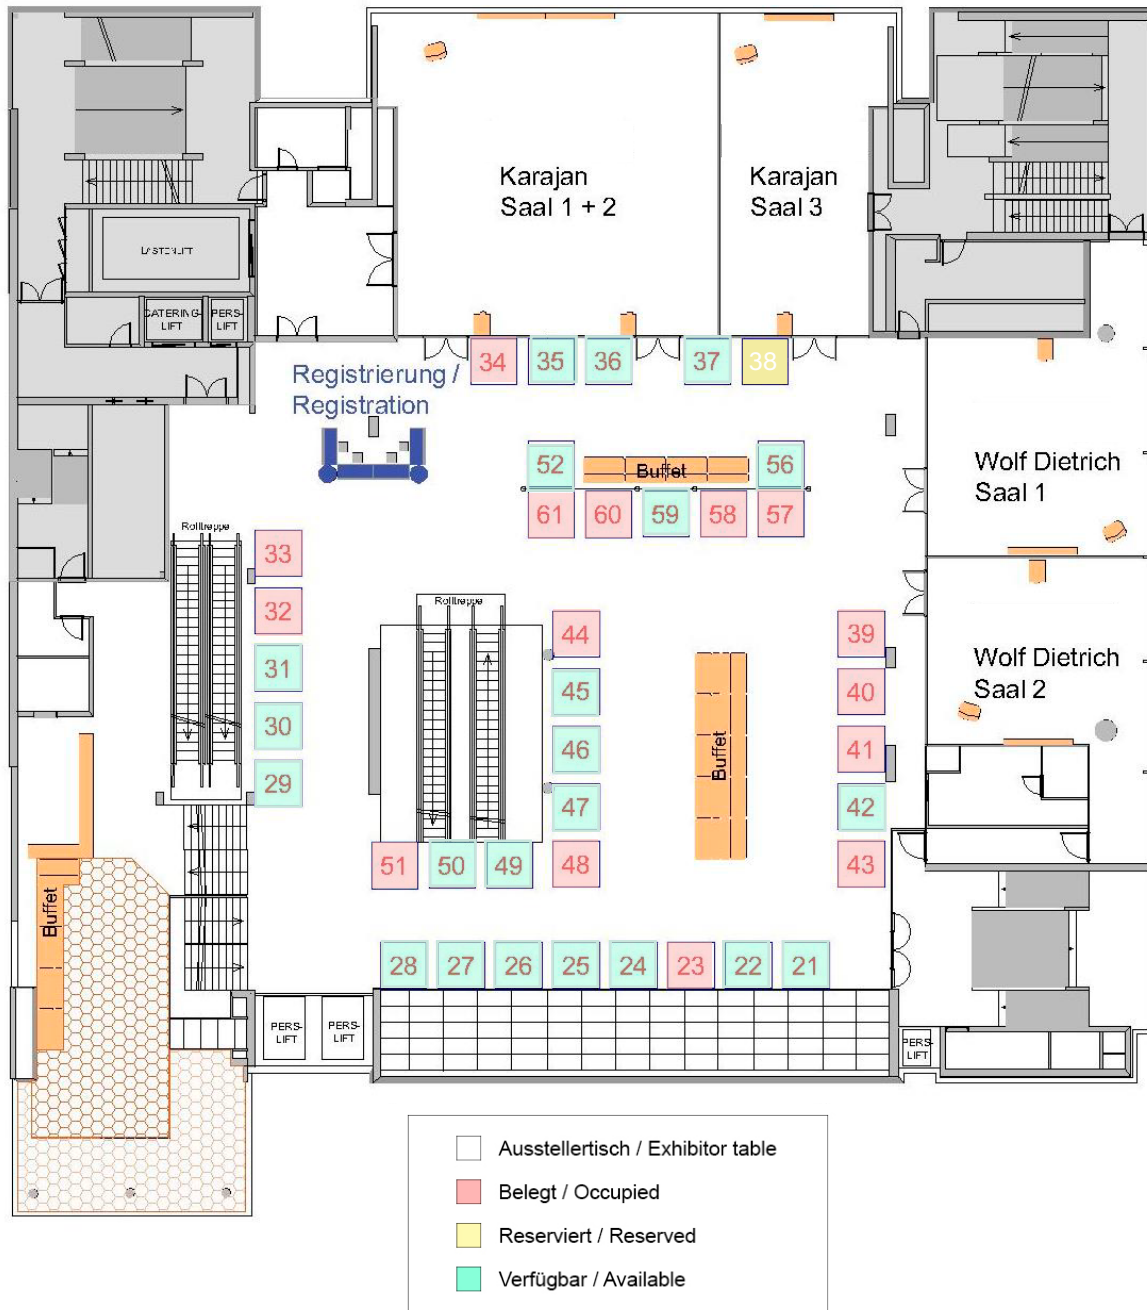 Karajan
Saal 1 + 2
Karajan
Saal 3
LASTENLIFT
CATERING-
LIFT
PERS-
LIFT
Registrierung /
Registration
34
35
36
37
38
52
Buffet
56
61
60
59
58
57
Wolf Dietrich
Saal 1
Rolltreppe
33
32
31
30
29
Rolltreppe
44
45
46
47
48
39
40
41
42
43
Buffet
Wolf Dietrich
Saal 2
51
50
49
Buffet
28
27
26
25
24
23
22
21
PERS-
LIFT
PERS-
LIFT
PERS-
LIFT
Ausstellertisch / Exhibitor table
Belegt / Occupied
Reserviert / Reserved
Verfügbar / Available